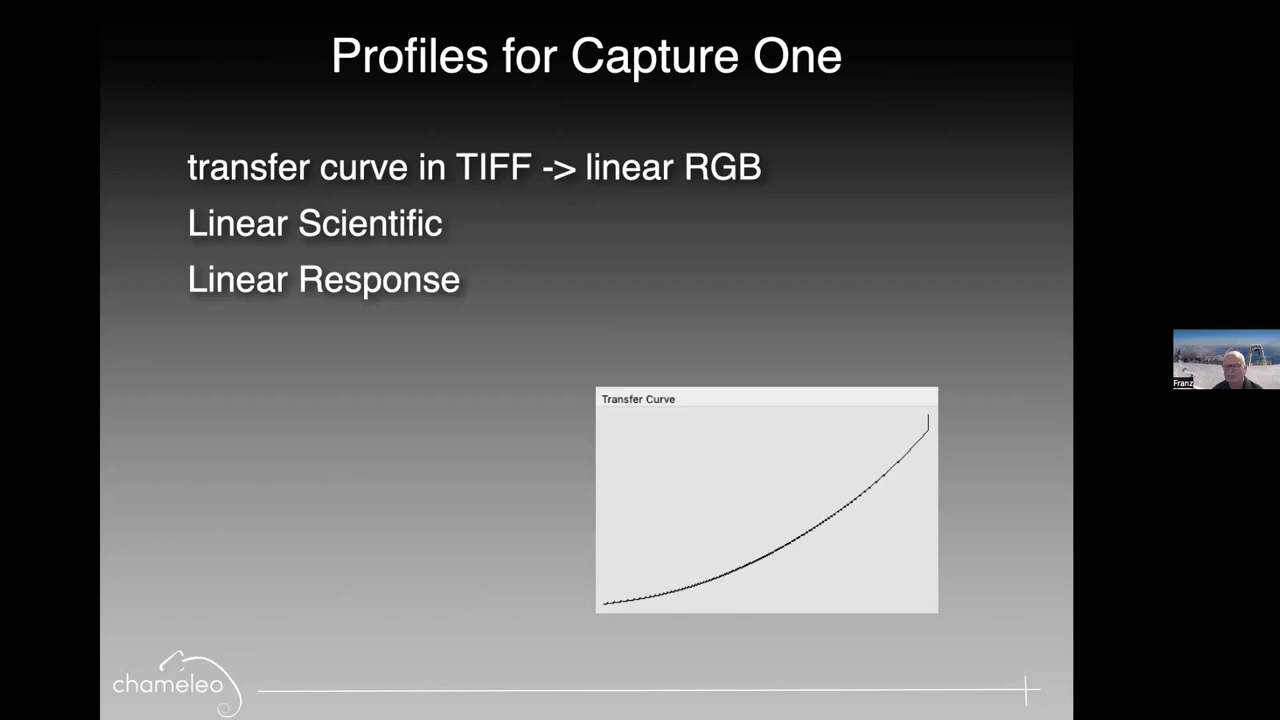 Profiles for Capture One
transfer curve in TIFF -> linear RGB
Linear Scientific
Linear Response
Transfer Curve
Franz
chameleo